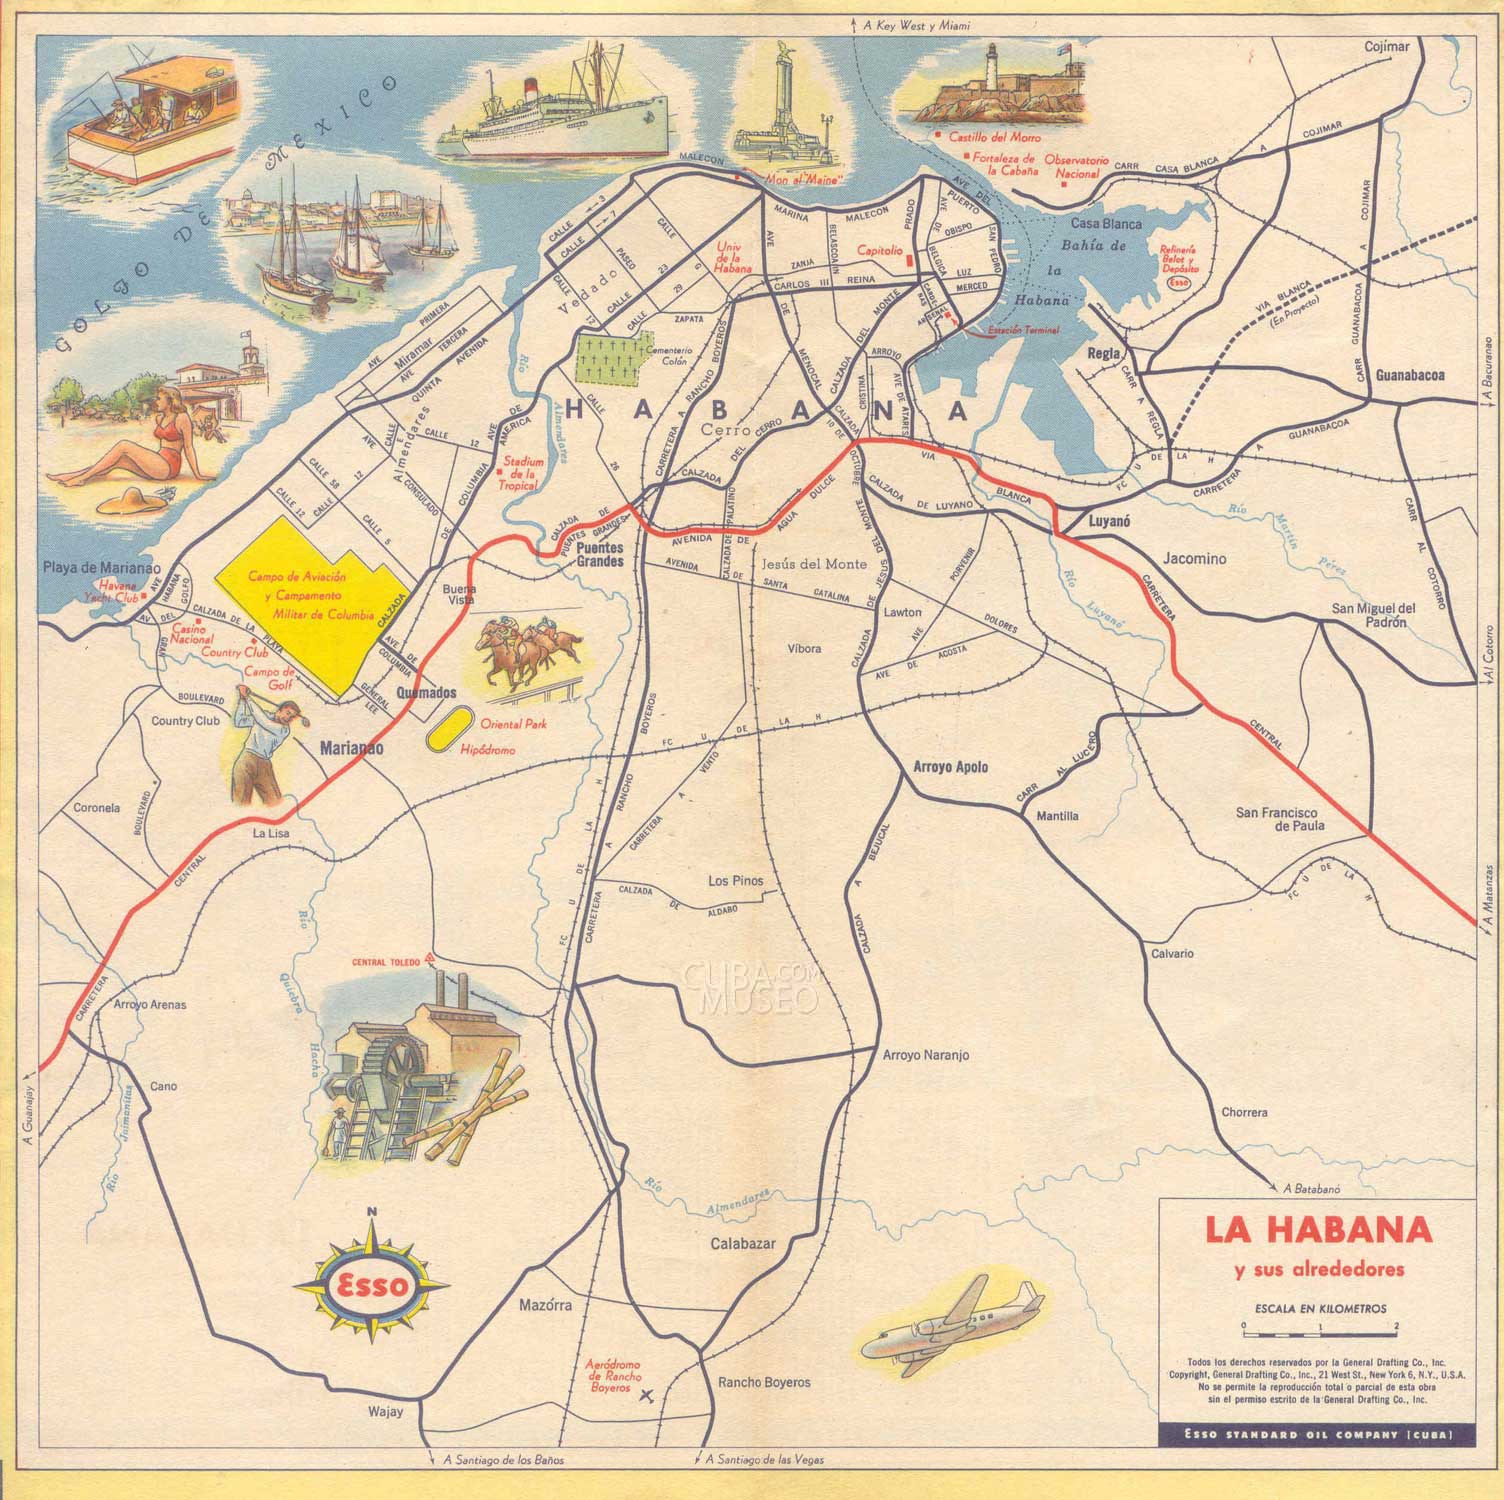 A Key West y Miami
Cojímar
GOLFO DE MEXICO
Castillo del Morro
Fortaleza de
la Cabaña
Observatorio
Nacional
CARR CASA BLANCA A COJIMAR
MALECON
Mon al "Maine"
CALLE 3
CALLE 7
CALLE
PASEO
CALLE 23
CALLE 29
CALLE 12
CALLE
G
Vedado
Univ
de la
Habana
MARINA
MALECON
AVE
DE
MENOCAL
BELASCOAIN
PRADO
AVE DEL PUERTO
AVE DE BELGICA
OBISPO
SAN PEDRO
Casa Blanca
Bahía de
la
Habana
Refinería
Belot y
Depósito
Esso
CARR A COJIMAR
CARR GUANABACOA A COJIMAR
VIA BLANCA
(En Proyecto)
Capitolio
ZANJA
CARLOS III
REINA
LUZ
MERCED
CARDE-
NAS
ARSENAL
Estación Terminal
ZAPATA
Cementerio
Colón
AVE PRIMERA
Miramar
AVE TERCERA
QUINTA AVENIDA
Río Almendares
CARRETERA A RANCHO BOYEROS
CALZADA DEL MONTE
ARROYO
CRISTINA
AVE DE ATARES
Regla
CARR A REGLA
Guanabacoa
A Bacuranao
HABANA
Cerro
CALZADA DEL CERRO
CALZADA 10 DE OCTUBRE
CALLE 26
AVE DE AMERICA
AVE
CALLE
CALLE 12
Almendares
CONSULADO
CALLE 58
CALLE 12
CALLE
12
CALLE 5
CALZADA DE COLUMBIA
Stadium
de la
Tropical
CALZADA DE
PUENTES GRANDES
Puentes
Grandes
AVENIDA DE AGUA DULCE
CALZADA DE PALATINO
VIA BLANCA
CALZADA DE LUYANO
Luyanó
FC U DE LA H
CARRETERA A GUANABACOA
Río Martín Pérez
CARR AL COTORRO
Jacomino
Playa de Marianao
Havana
Yacht Club
AVE HABANA
GOLFO
AV DEL
GRAN
BOULEVARD
CALZADA DE LA PLAYA
Casino
Nacional
Country Club
Campo de
Golf
Campo de Aviación
y Campamento
Militar de Columbia
AVE DE
COLUMBIA
GENERAL
LEE
Buena
Vista
Quemados
Oriental Park
Hipódromo
Marianao
Country Club
Coronela
BOULEVARD
La Lisa
AVENIDA DE SANTA CATALINA
Jesús del Monte
CALZADA DE JESUS DEL MONTE
Lawton
Víbora
PORVENIR
AVE DOLORES
AVE DE ACOSTA
Río Luyanó
CARRETERA CENTRAL
San Miguel del
Padrón
Al Cotorro
FC U DE LA H
CARRETERA A VENTO
CARRETERA A RANCHO BOYEROS
FC U DE LA H
Arroyo Apolo
CARR AL LUCERO
Mantilla
San Francisco
de Paula
FC U DE LA H
A Matanzas
CARRETERA CENTRAL
Río Quiebra Hacha
CALZADA DE ALDABO
Los Pinos
CALZADA A BEJUCAL
CENTRAL TOLEDO
Calvario
CUBA.COM
MUSEO
Arroyo Arenas
Cano
Río Jaimanitas
A Guanajay
Arroyo Naranjo
Chorrera
A Batabanó
Río Almendares
N
Esso
Calabazar
Mazórra
Aeródromo
de Rancho
Boyeros
Rancho Boyeros
Wajay
A Santiago de los Baños
A Santiago de las Vegas
LA HABANA
y sus alrededores
ESCALA EN KILOMETROS
0 1 2
Todos los derechos reservados por la General Drafting Co., Inc.
Copyright, General Drafting Co., Inc., 21 West St., New York 6, N.Y., U.S.A.
No se permite la reproducción total o parcial de esta obra
sin el permiso escrito de la General Drafting Co., Inc.
ESSO STANDARD OIL COMPANY (CUBA)